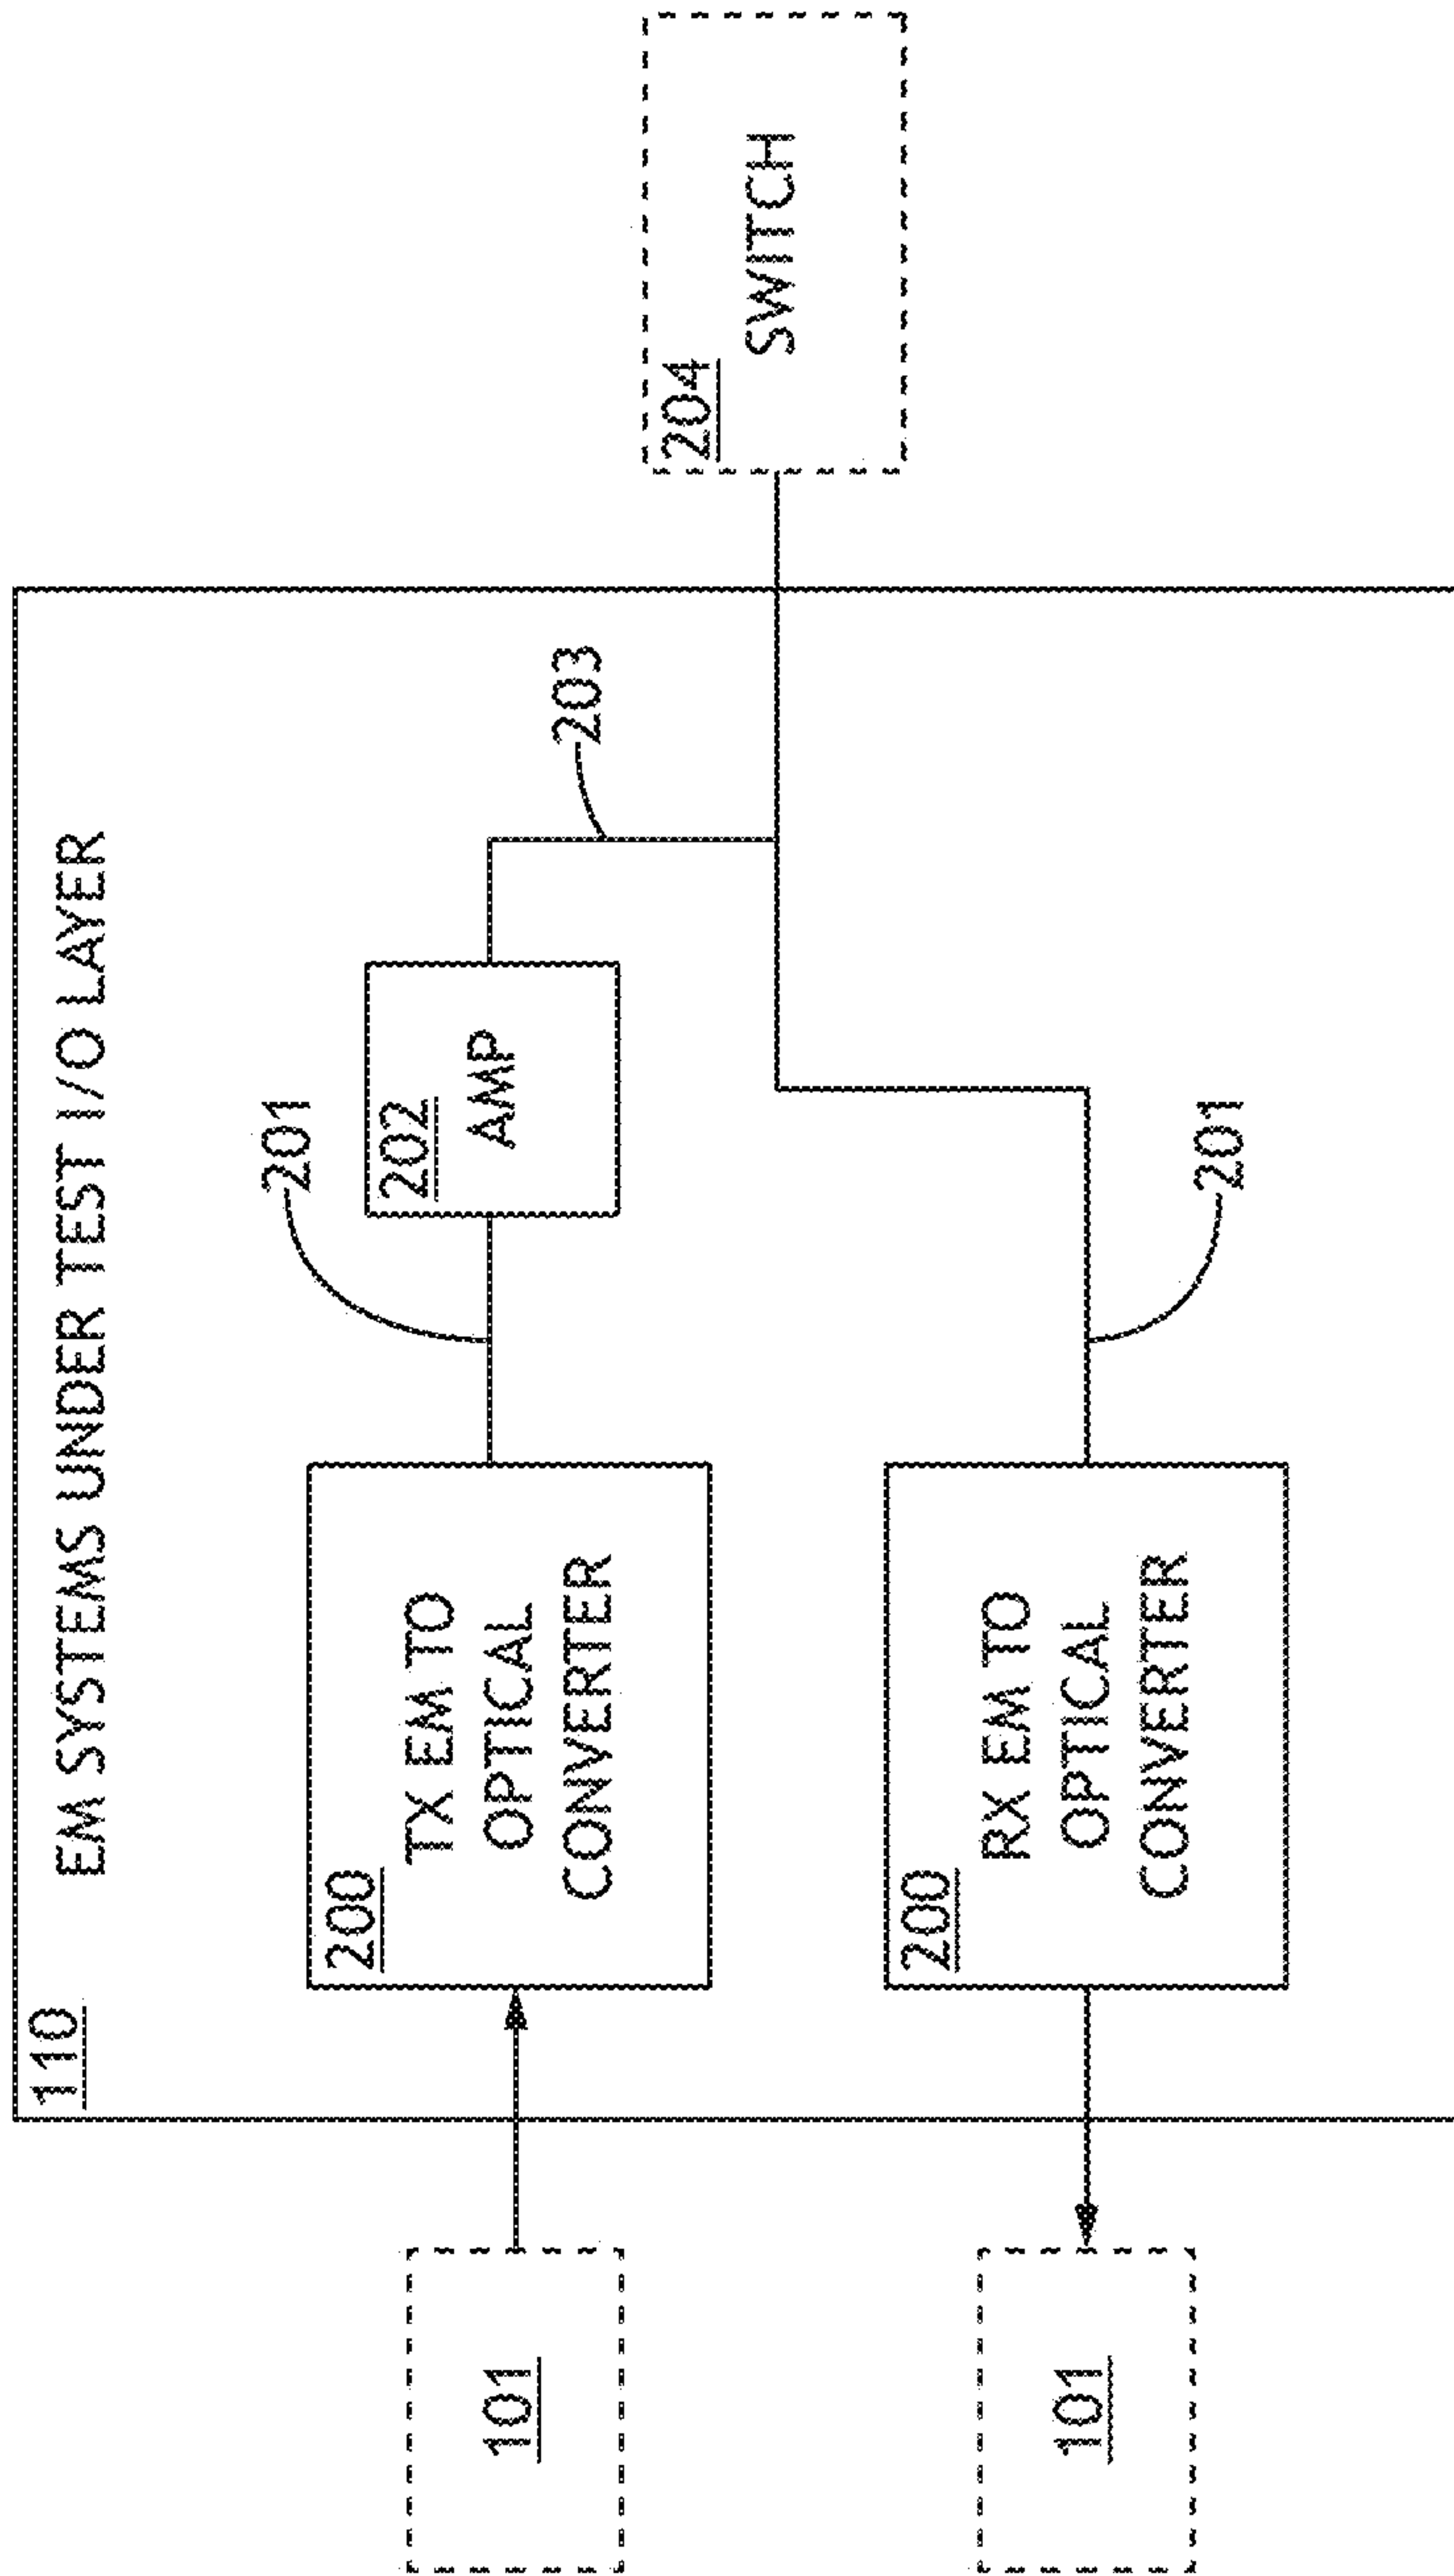 110
EM SYSTEMS UNDER TEST I/O LAYER
101
200
TX EM TO
OPTICAL
CONVERTER
201
202
AMP
203
204
SWITCH
101
200
RX EM TO
OPTICAL
CONVERTER
201